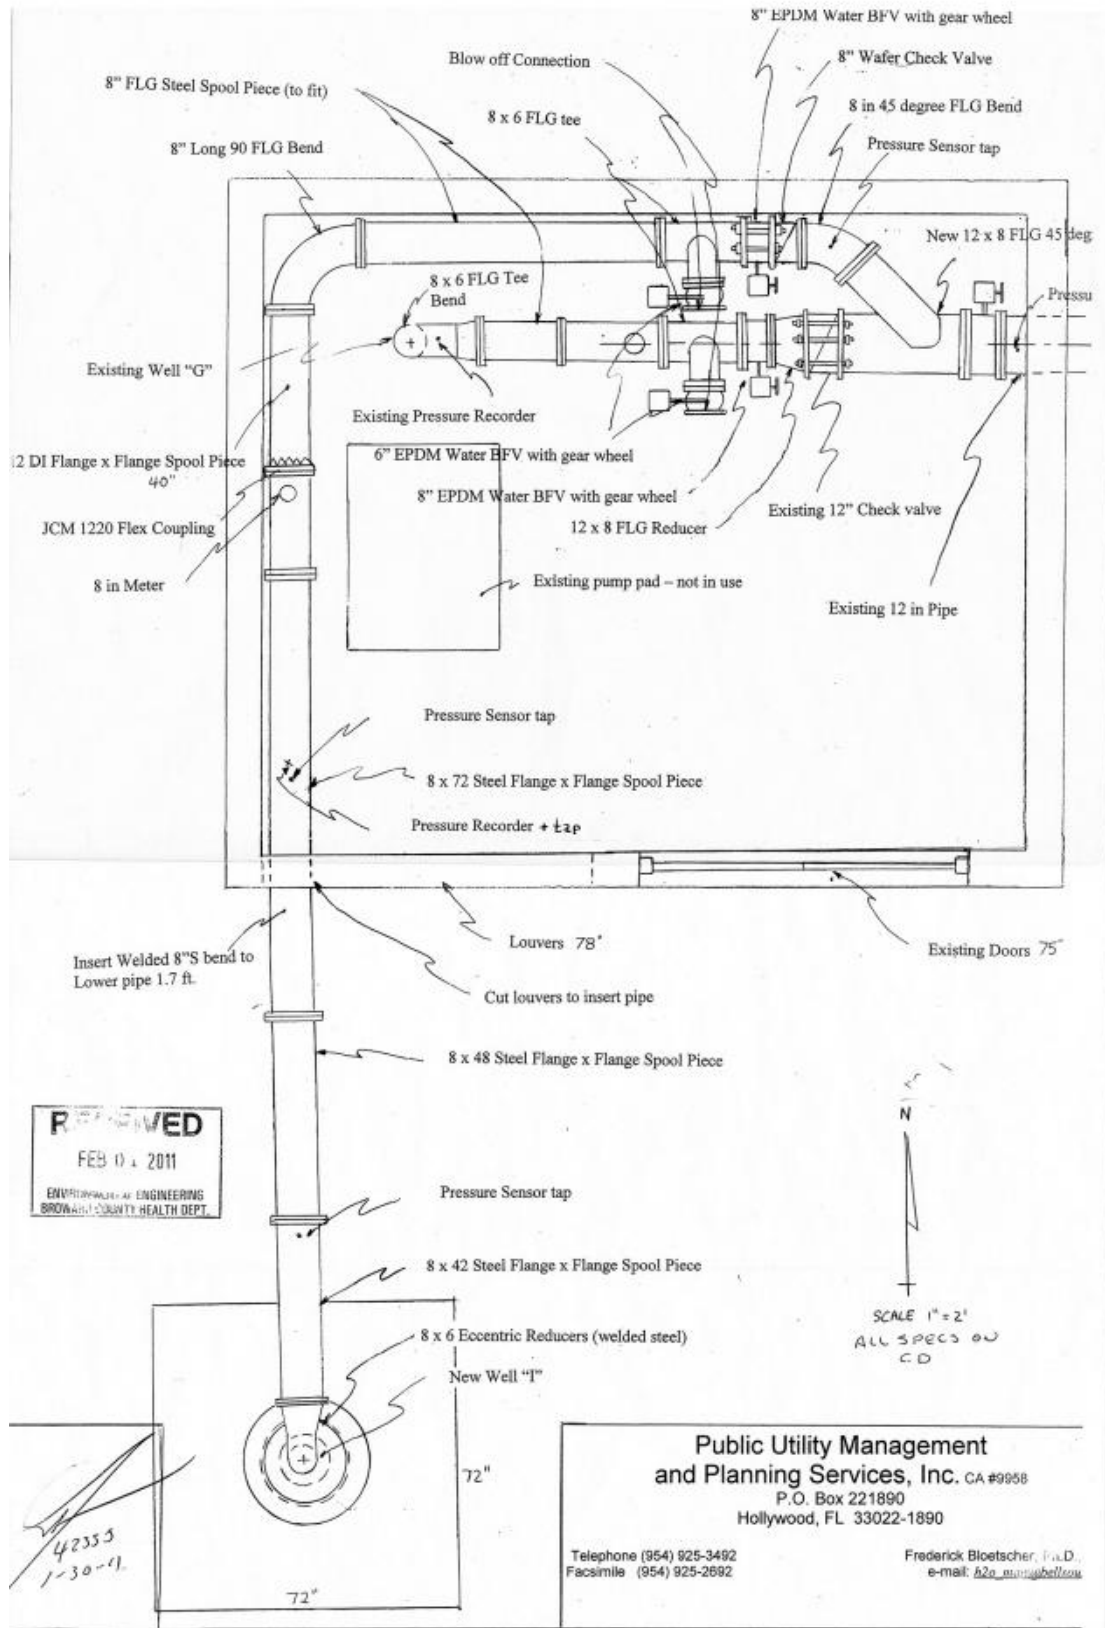 8" EPDM Water BFV with gear wheel
Blow off Connection
8" Wafer Check Valve
8" FLG Steel Spool Piece (to fit)
8 x 6 FLG tee
8 in 45 degree FLG Bend
8" Long 90 FLG Bend
Pressure Sensor tap
New 12 x 8 FLG 45 deg
8 x 6 FLG Tee
Bend
Pressu
Existing Well "G"
Existing Pressure Recorder
6" EPDM Water BFV with gear wheel
12 DI Flange x Flange Spool Piece
40"
8" EPDM Water BFV with gear wheel
Existing 12" Check valve
JCM 1220 Flex Coupling
12 x 8 FLG Reducer
8 in Meter
Existing pump pad – not in use
Existing 12 in Pipe
Pressure Sensor tap
8 x 72 Steel Flange x Flange Spool Piece
Pressure Recorder + tap
Louvers 78"
Existing Doors 75"
Insert Welded 8"S bend to
Lower pipe 1.7 ft.
Cut louvers to insert pipe
8 x 48 Steel Flange x Flange Spool Piece
N
RECEIVED
FEB 01 2011
ENVIRONMENTAL ENGINEERING
BROWARD COUNTY HEALTH DEPT.
Pressure Sensor tap
8 x 42 Steel Flange x Flange Spool Piece
SCALE 1" = 2'
ALL SPECS ON
CD
8 x 6 Eccentric Reducers (welded steel)
New Well "I"
72"
72"
42355
1-30-11
Public Utility Management
and Planning Services, Inc. CA #9958
P.O. Box 221890
Hollywood, FL 33022-1890
Telephone (954) 925-3492
Facsimile (954) 925-2692
Frederick Bloetscher, Ph.D.,
e-mail: